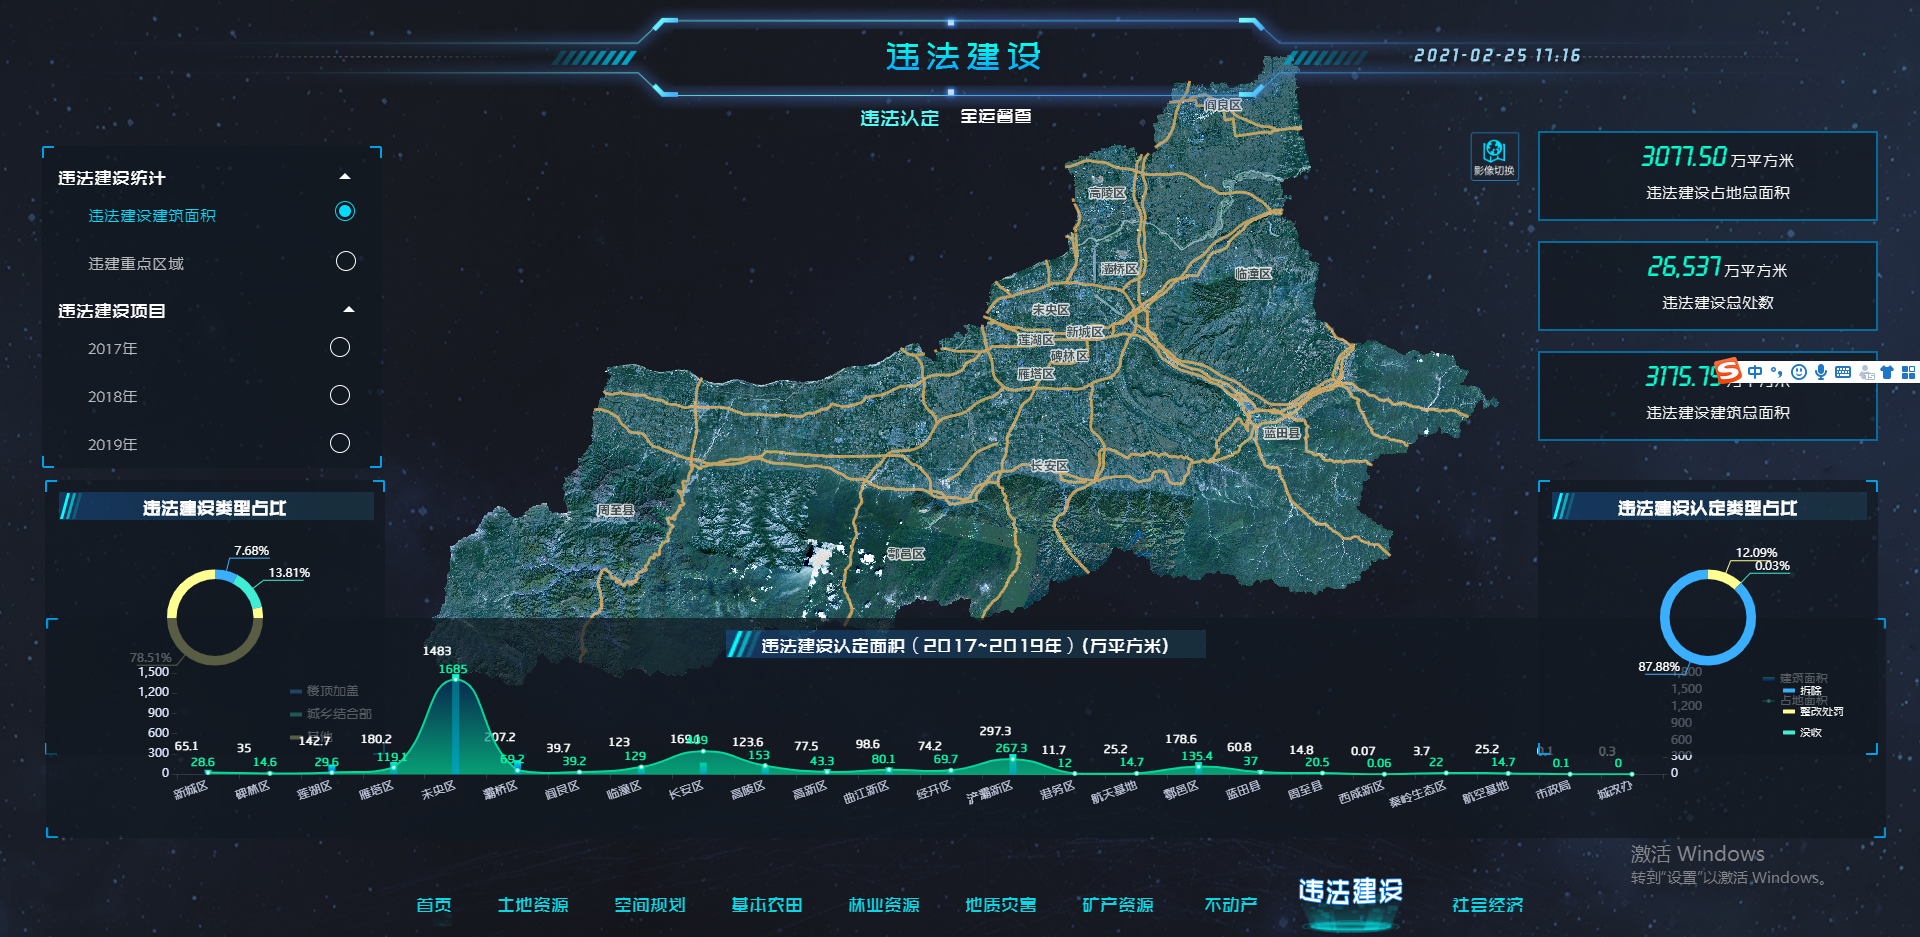 违法建设
2021-02-25 17:16
违法认定 全运督查
影像切换
违法建设统计
违法建设建筑面积
违建重点区域
违法建设项目
2017年
2018年
2019年
3077.50 万平方米
违法建设占地总面积
26,537 万平方米
违法建设总处数
中
违法建设建筑总面积
阎良区
高陵区
灞桥区
临潼区
未央区
新城区
莲湖区
碑林区
雁塔区
蓝田县
长安区
周至县
鄠邑区
违法建设类型占比
7.68%
13.81%
78.51%
楼顶加盖
城乡结合部
其他
违法建设认定类型占比
12.09%
0.03%
87.88%
建筑面积
拆除
占地面积
整改处罚
没收
违法建设认定面积（2017~2019年）(万平方米)
1,500
1,200
900
600
300
0
1,800
1,500
1,200
900
600
300
0
65.1 35 142.7 180.2 1483 207.2 39.7 123 123.6 77.5 98.6 74.2 297.3 11.7 25.2 178.6 60.8 14.8 0.07 3.7 25.2 0.1 0.3
28.6 14.6 29.6 119.1 1685 69.2 39.2 129 153 43.3 80.1 69.7 267.3 12 14.7 135.4 37 20.5 0.06 22 14.7 0.1 0
新城区 碑林区 莲湖区 雁塔区 未央区 灞桥区 阎良区 临潼区 长安区 高陵区 高新区 曲江新区 经开区 浐灞新区 港务区 航天基地 鄠邑区 蓝田县 周至县 西咸新区 秦岭生态区 航空基地 市政局 城改办
激活 Windows
转到“设置”以激活 Windows。
首页 土地资源 空间规划 基本农田 林业资源 地质灾害 矿产资源 不动产 违法建设 社会经济